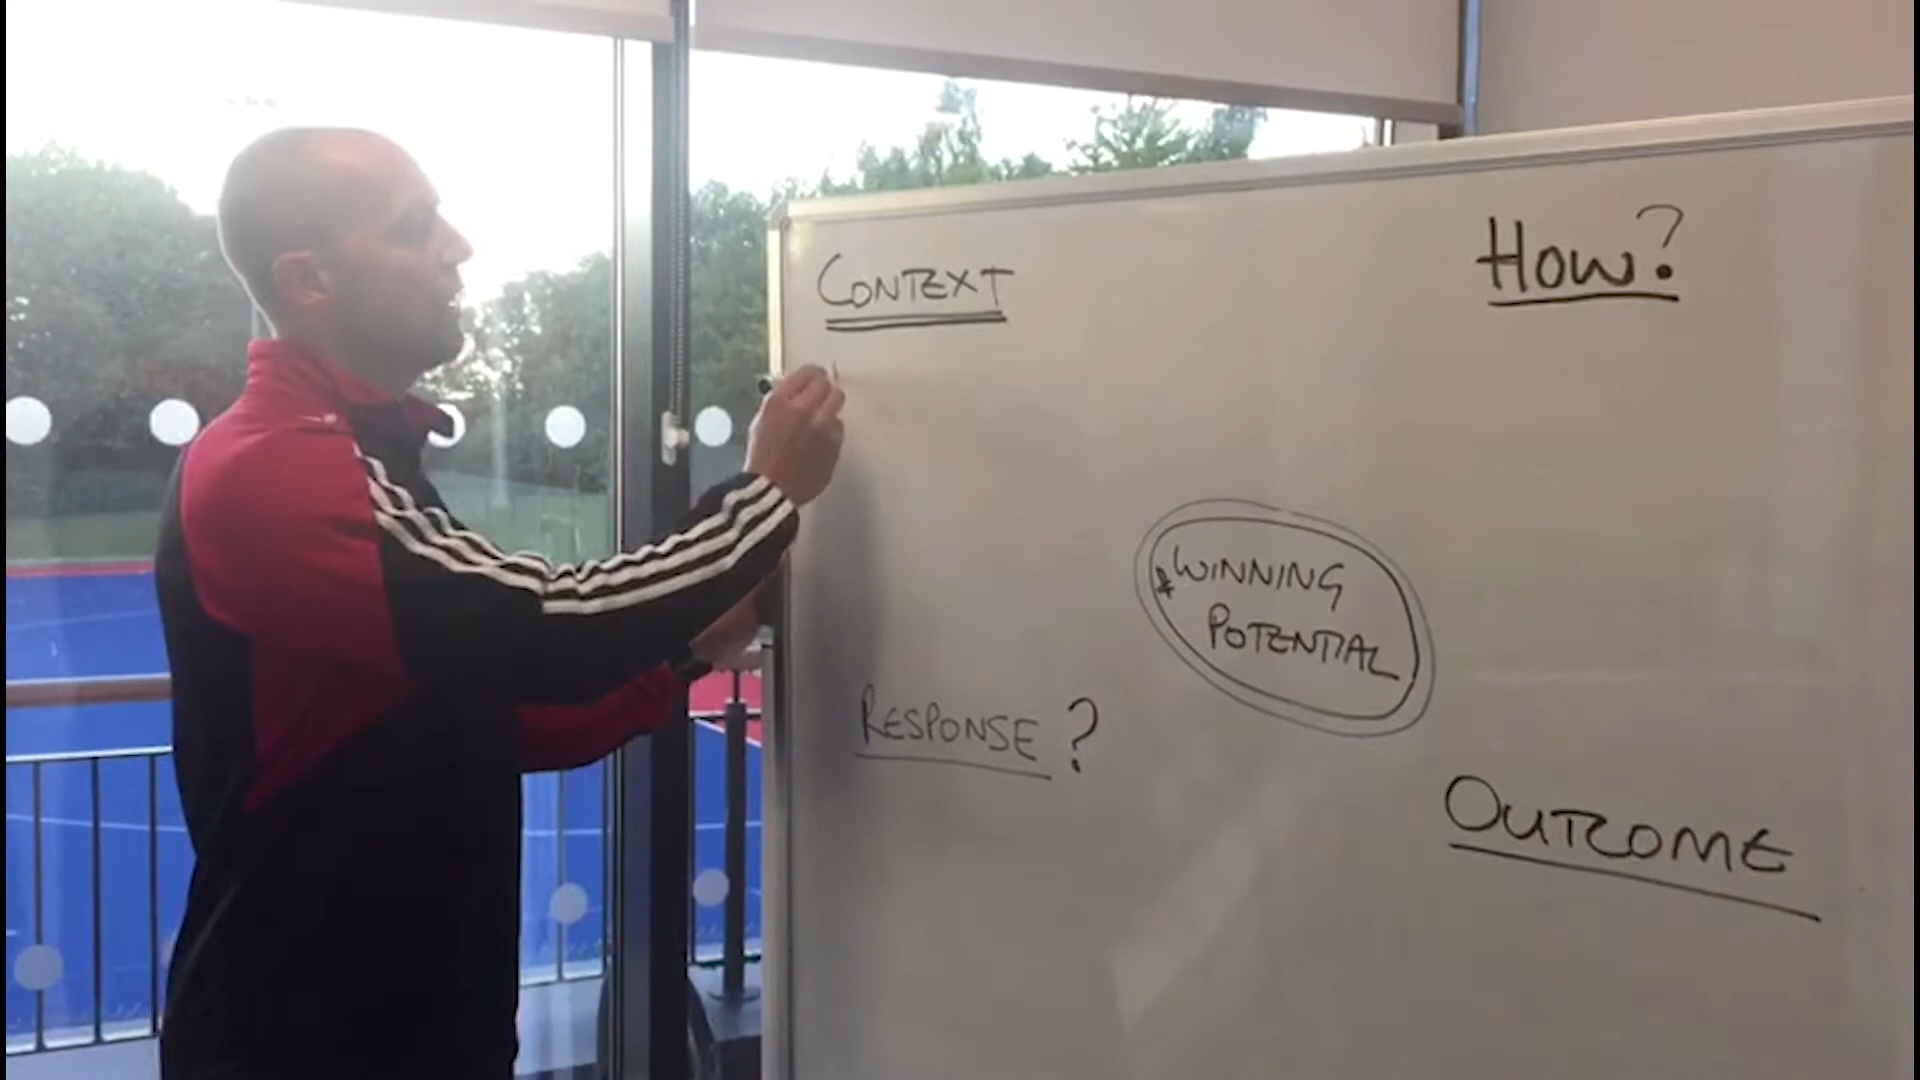 CONTEXT
HOW?
* WINNING
POTENTIAL
RESPONSE?
OUTCOME